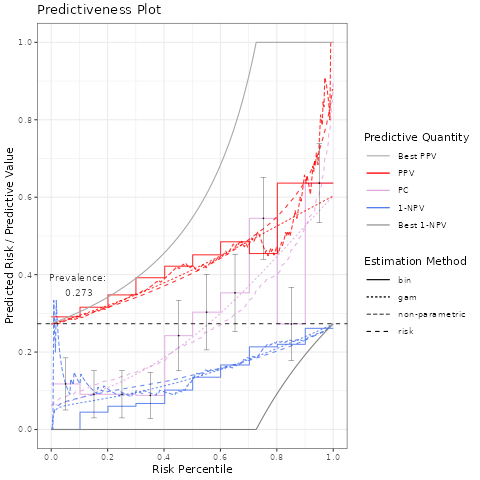 Predictiveness Plot
Predicted Risk / Predictive Value
1.0
0.8
0.6
0.4
0.2
0.0
Prevalence:
0.273
0.0 0.2 0.4 0.6 0.8 1.0
Risk Percentile
Predictive Quantity
Best PPV
PPV
PC
1-NPV
Best 1-NPV
Estimation Method
bin
gam
non-parametric
risk